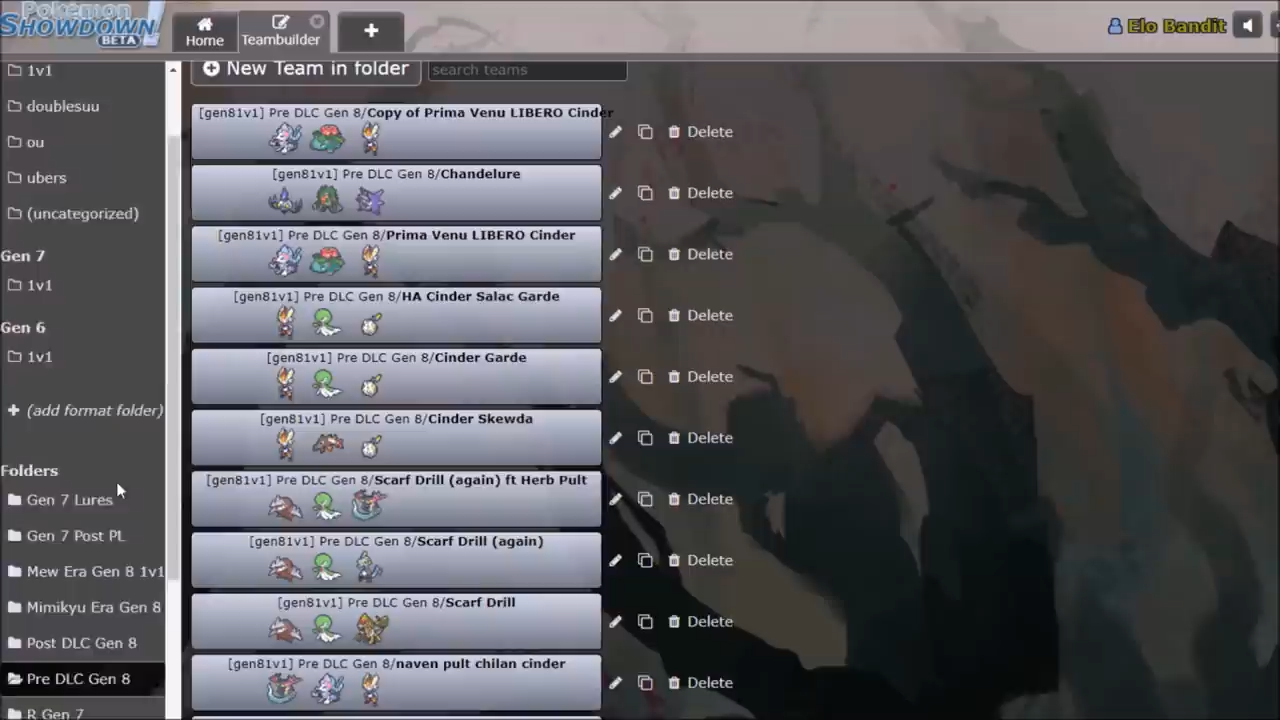 Pokémon
SHOWDOWN!
BETA
Home
Teambuilder
Elo Bandit
1v1
doublesuu
ou
ubers
(uncategorized)
Gen 7
1v1
Gen 6
1v1
(add format folder)
Folders
Gen 7 Lures
Gen 7 Post PL
Mew Era Gen 8 1v1
Mimikyu Era Gen 8
Post DLC Gen 8
Pre DLC Gen 8
R Gen 7
New Team in folder
search teams
[gen81v1] Pre DLC Gen 8/Copy of Prima Venu LIBERO Cinder
Delete
[gen81v1] Pre DLC Gen 8/Chandelure
Delete
[gen81v1] Pre DLC Gen 8/Prima Venu LIBERO Cinder
Delete
[gen81v1] Pre DLC Gen 8/HA Cinder Salac Garde
Delete
[gen81v1] Pre DLC Gen 8/Cinder Garde
Delete
[gen81v1] Pre DLC Gen 8/Cinder Skewda
Delete
[gen81v1] Pre DLC Gen 8/Scarf Drill (again) ft Herb Pult
Delete
[gen81v1] Pre DLC Gen 8/Scarf Drill (again)
Delete
[gen81v1] Pre DLC Gen 8/Scarf Drill
Delete
[gen81v1] Pre DLC Gen 8/naven pult chilan cinder
Delete